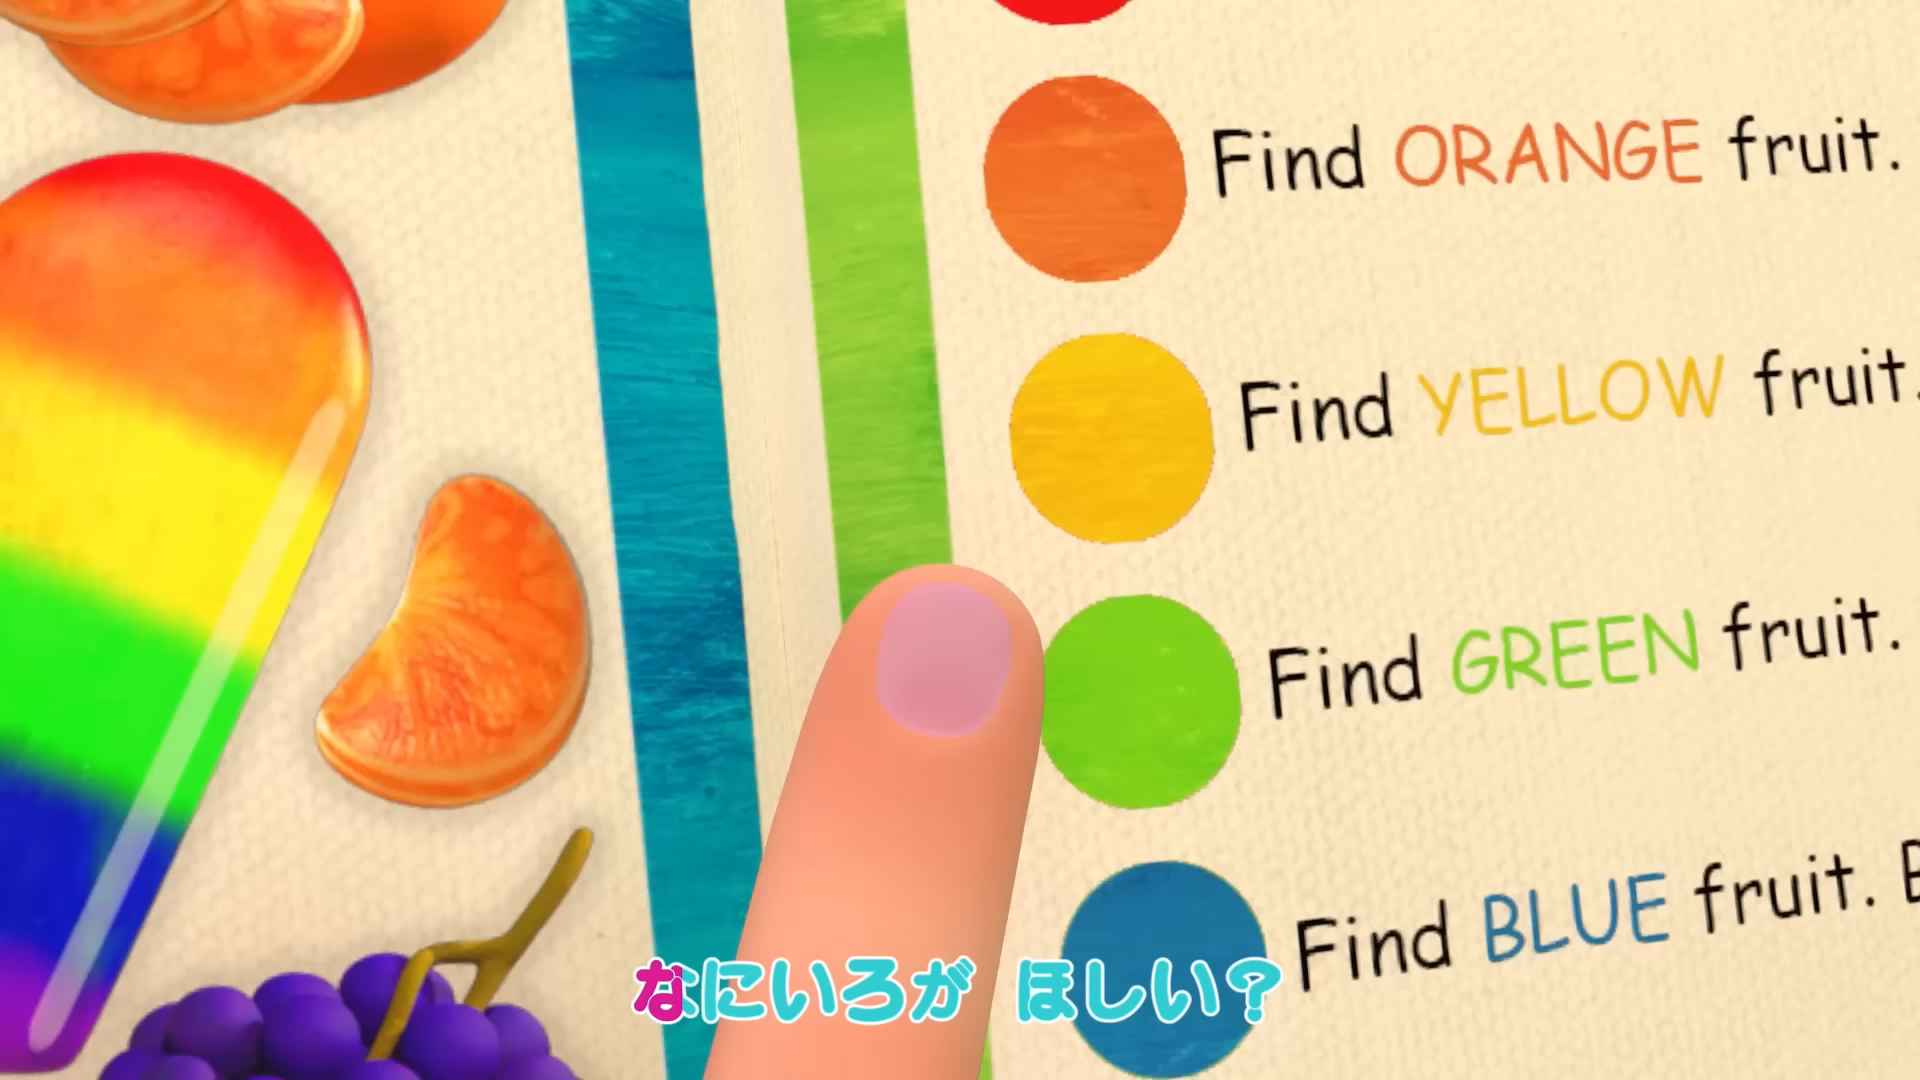 Find ORANGE fruit.
Find YELLOW fruit.
Find GREEN fruit.
Find BLUE fruit.
なにいろが ほしい?